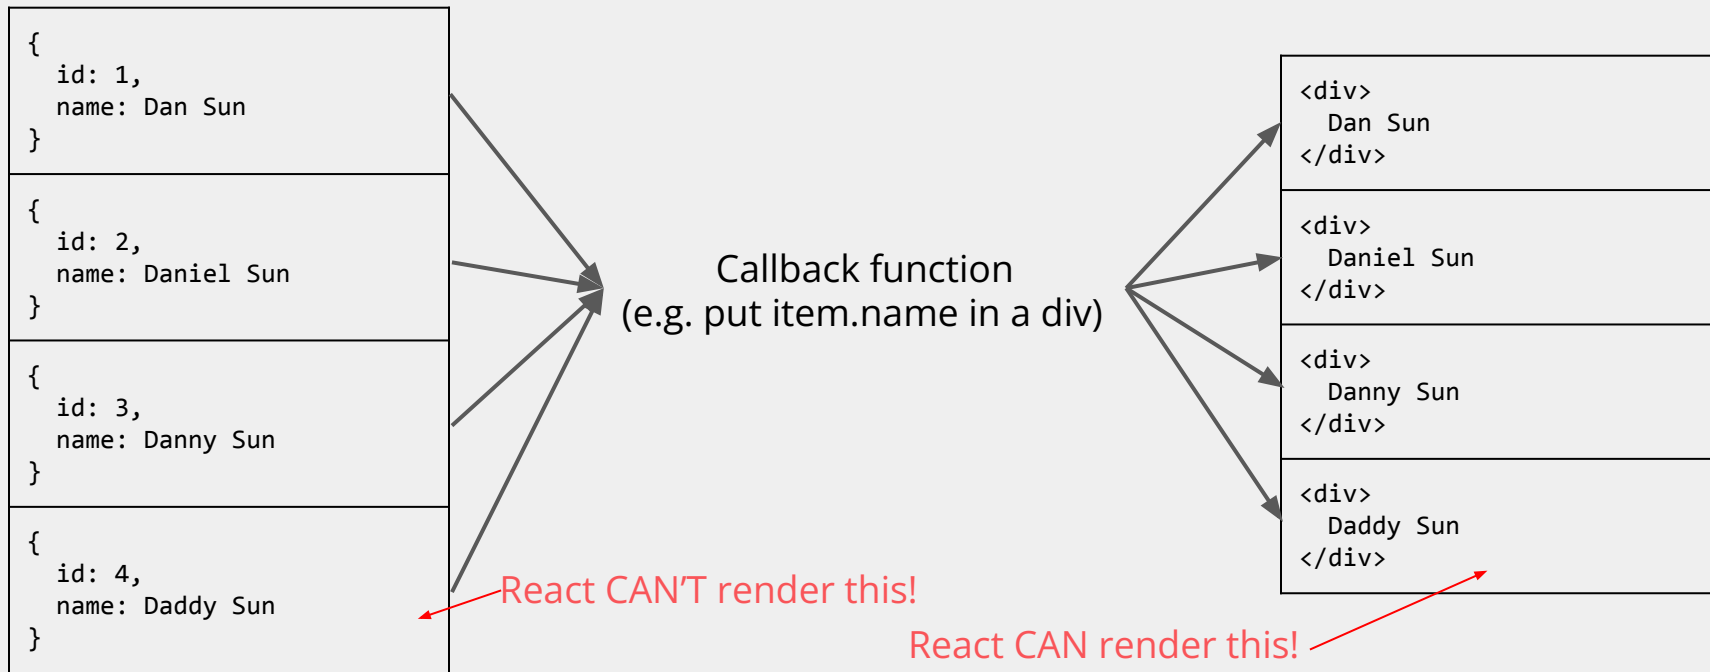 {
  id: 1,
  name: Dan Sun
}
{
  id: 2,
  name: Daniel Sun
}
{
  id: 3,
  name: Danny Sun
}
{
  id: 4,
  name: Daddy Sun
}
Callback function
(e.g. put item.name in a div)
<div>
  Dan Sun
</div>
<div>
  Daniel Sun
</div>
<div>
  Danny Sun
</div>
<div>
  Daddy Sun
</div>
React CAN’T render this!
React CAN render this!